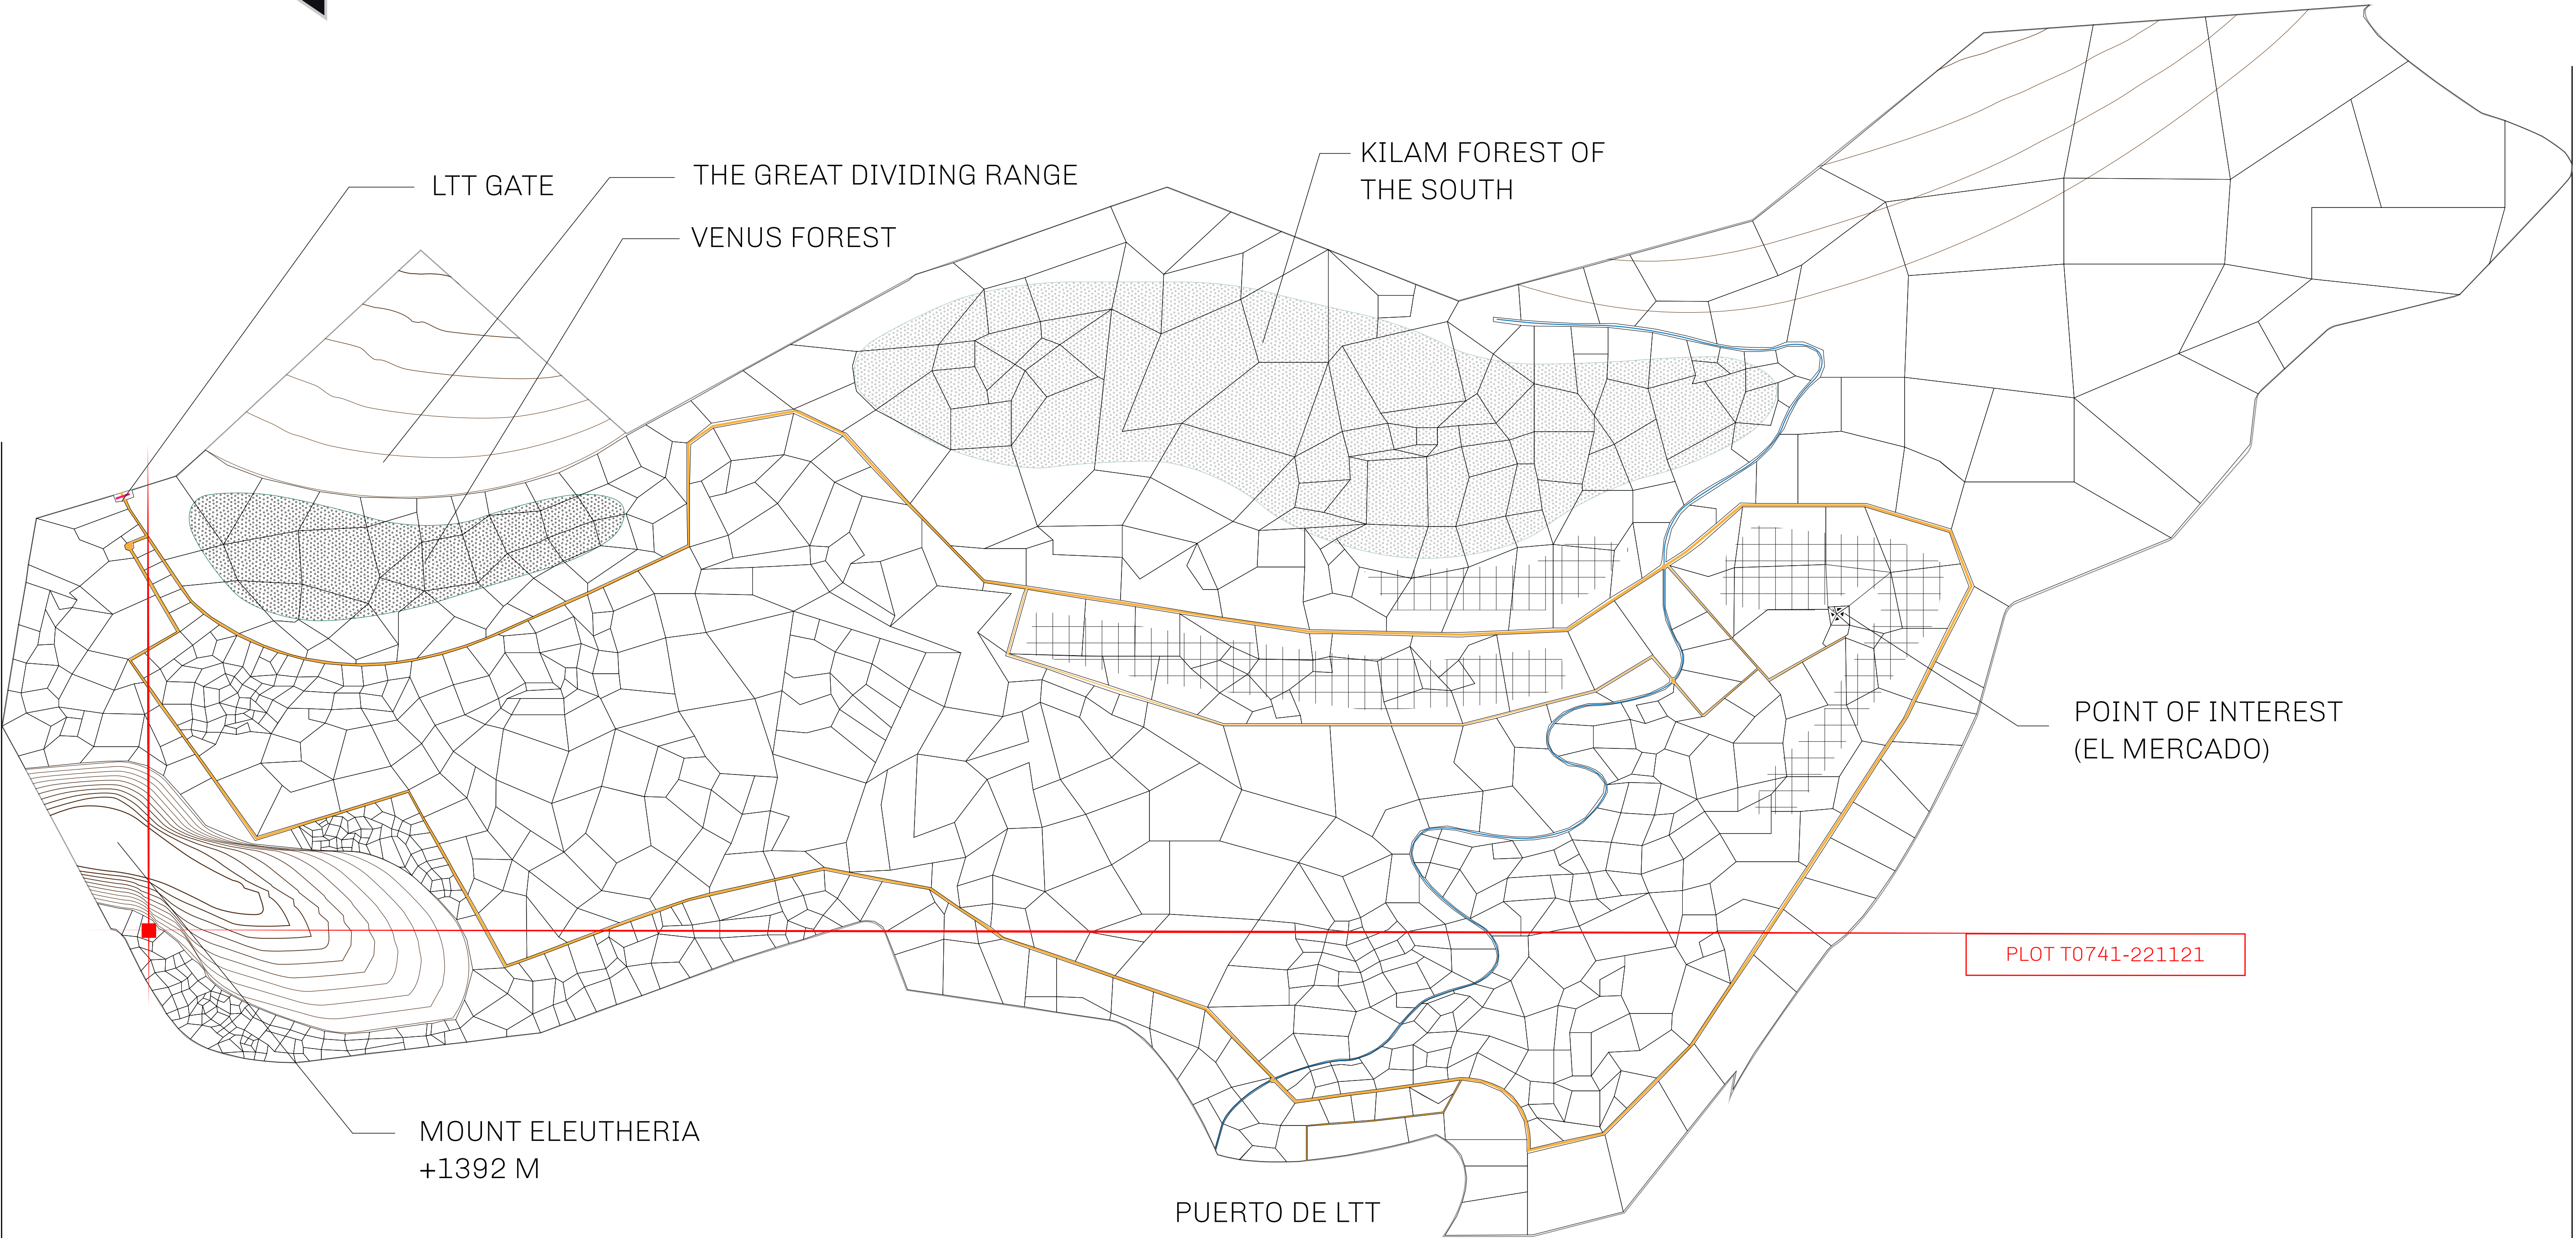 KILAM FOREST OF
THE SOUTH
THE GREAT DIVIDING RANGE
LTT GATE
VENUS FOREST
POINT OF INTEREST
(EL MERCADO)
PLOT T0741-221121
MOUNT ELEUTHERIA
+1392 M
PUERTO DE LTT